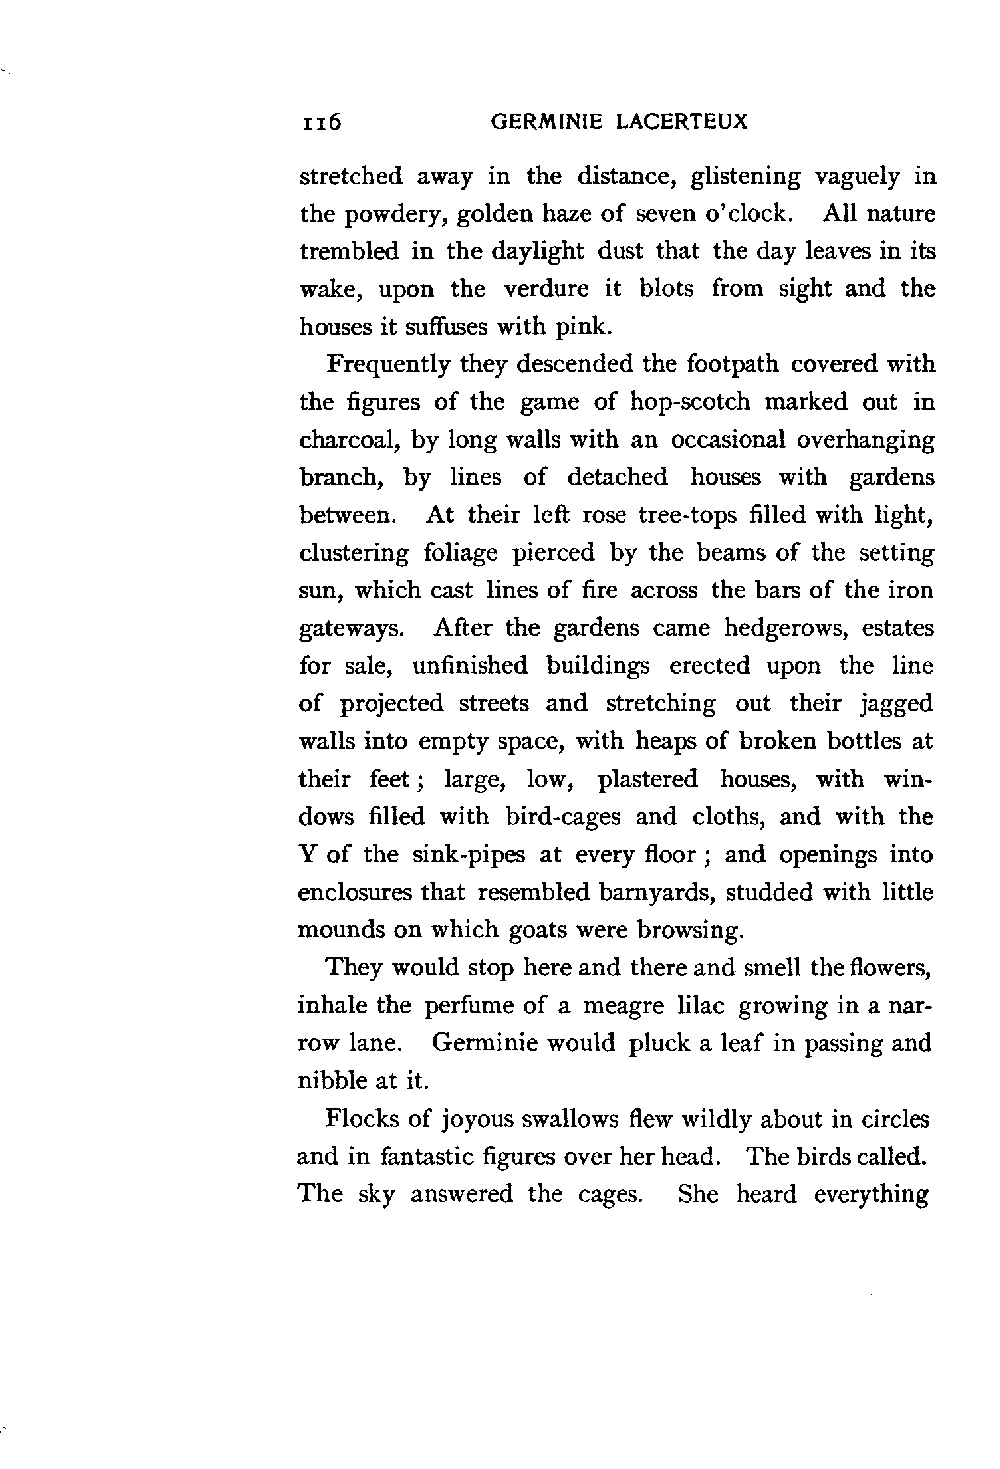 116 GERMINIE LACERTEUX
stretched away in the distance, glistening vaguely in
the powdery, golden haze of seven o'clock. All nature
trembled in the daylight dust that the day leaves in its
wake, upon the verdure it blots from sight and the
houses it suffuses with pink.
Frequently they descended the footpath covered with
the figures of the game of hop-scotch marked out in
charcoal, by long walls with an occasional overhanging
branch, by lines of detached houses with gardens
between. At their left rose tree-tops filled with light,
clustering foliage pierced by the beams of the setting
sun, which cast lines of fire across the bars of the iron
gateways. After the gardens came hedgerows, estates
for sale, unfinished buildings erected upon the line
of projected streets and stretching out their jagged
walls into empty space, with heaps of broken bottles at
their feet; large, low, plastered houses, with win-
dows filled with bird-cages and cloths, and with the
Y of the sink-pipes at every floor; and openings into
enclosures that resembled barnyards, studded with little
mounds on which goats were browsing.
They would stop here and there and smell the flowers,
inhale the perfume of a meagre lilac growing in a nar-
row lane. Germinie would pluck a leaf in passing and
nibble at it.
Flocks of joyous swallows flew wildly about in circles
and in fantastic figures over her head. The birds called.
The sky answered the cages. She heard everything